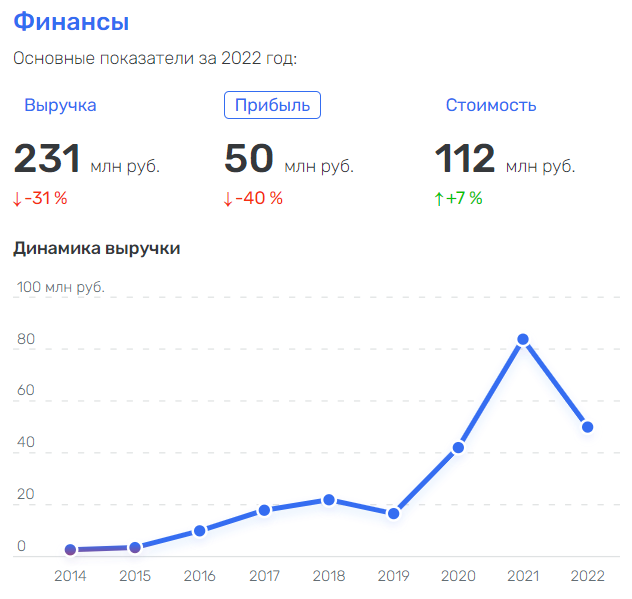 Финансы
Основные показатели за 2022 год:
Выручка Прибыль Стоимость
231 млн руб. 50 млн руб. 112 млн руб.
↓-31 % ↓-40 % ↑+7 %
Динамика выручки
100 млн руб.
80
60
40
20
0
2014 2015 2016 2017 2018 2019 2020 2021 2022